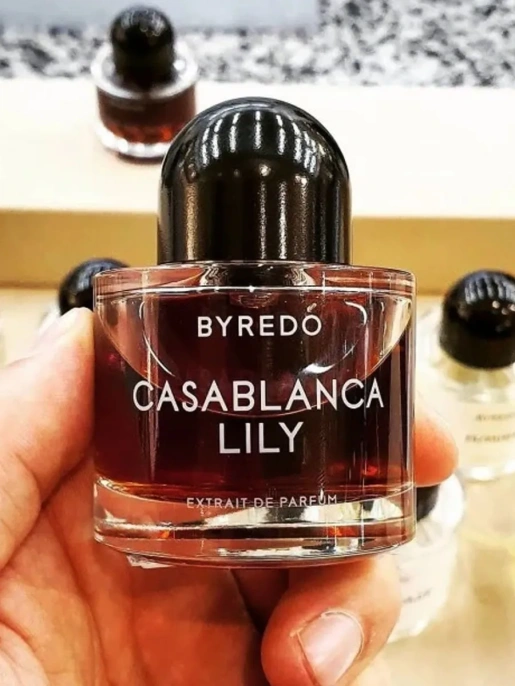 BYREDO
CASABLANCA
LILY
EXTRAIT DE PARFUM